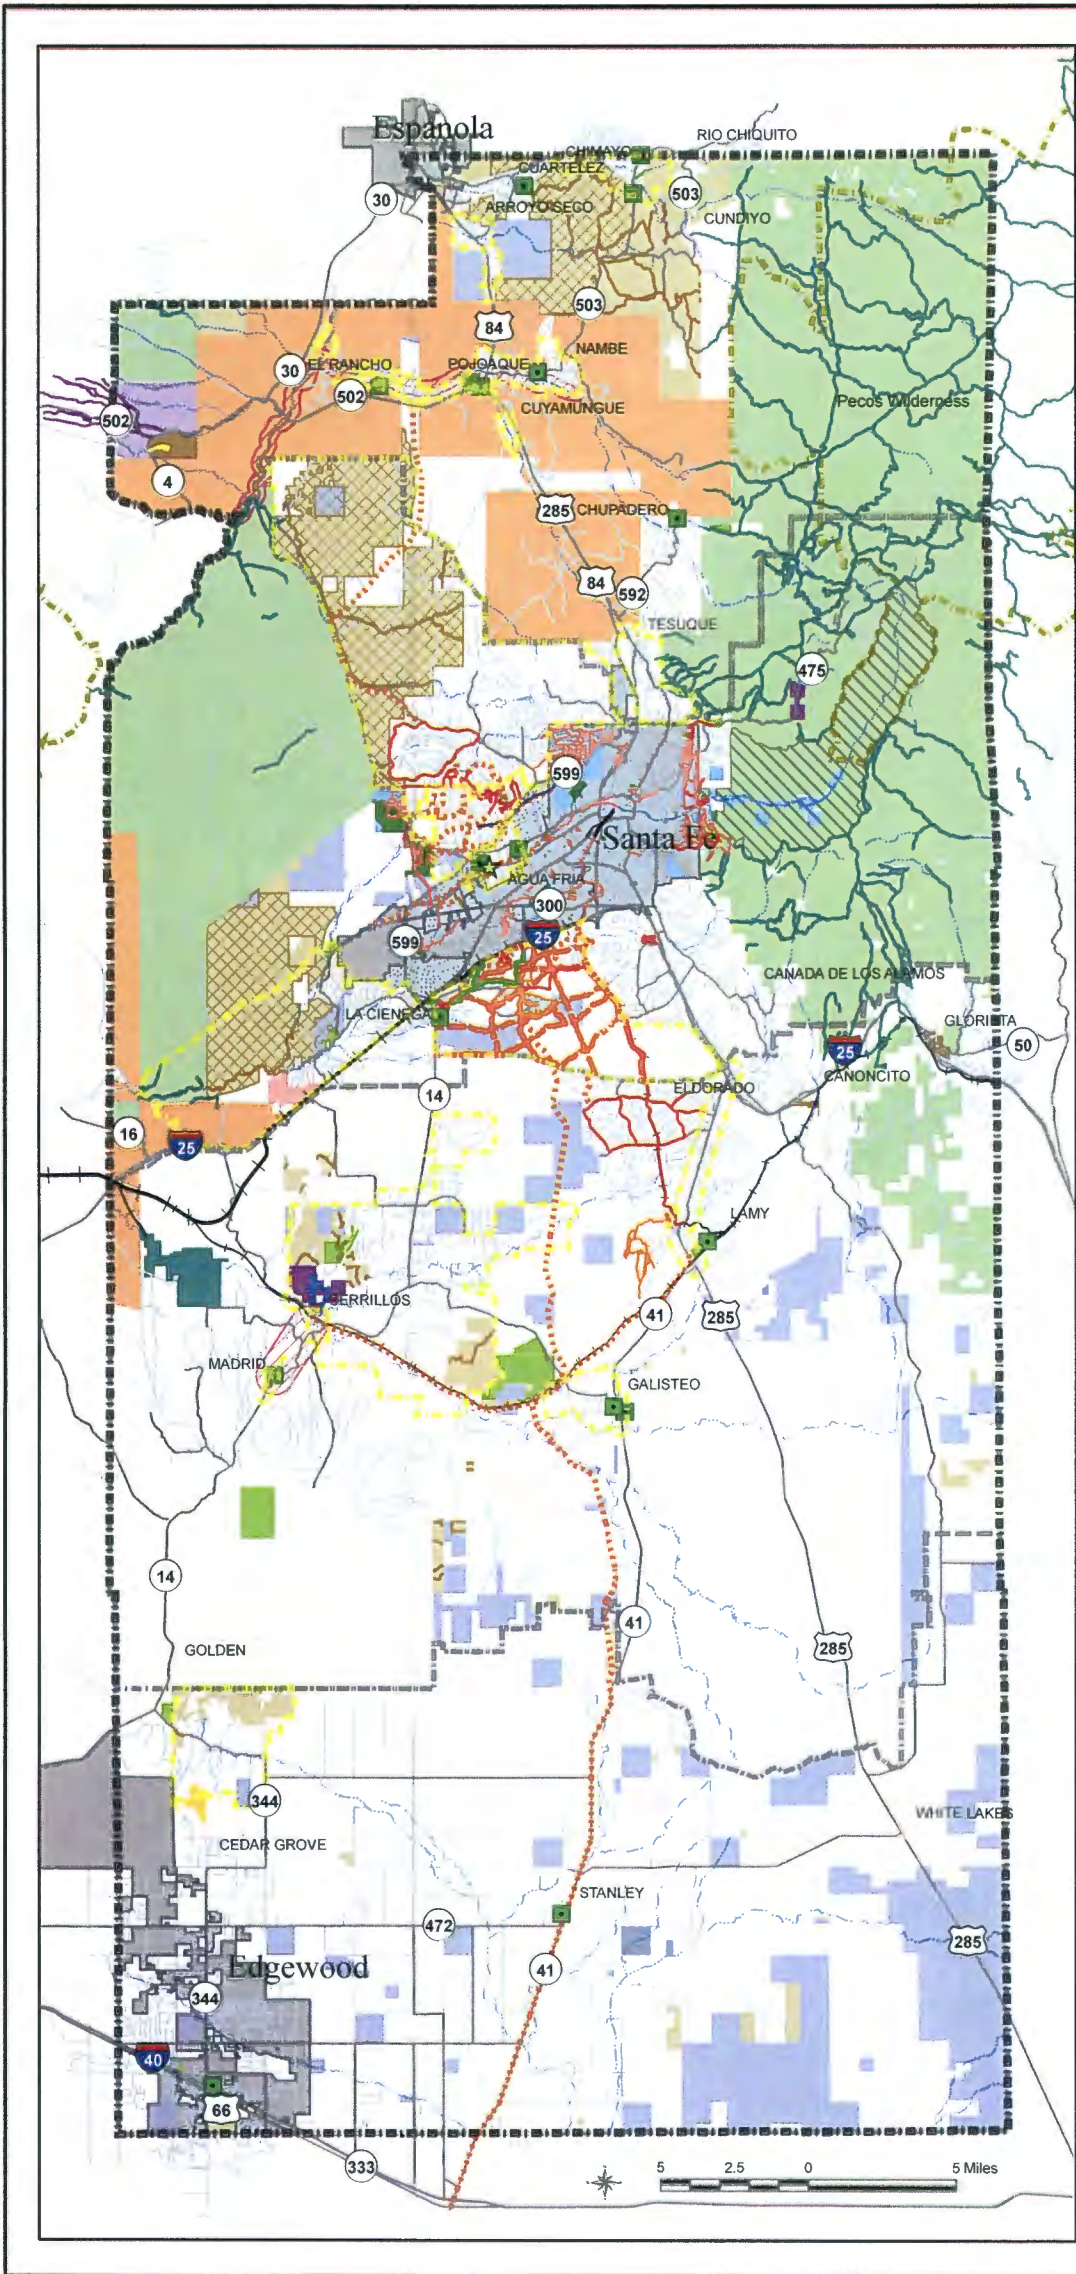 Espanola
RIO CHIQUITO
CHIMAYO
CUARTELEZ
503
30
ARROYO SECO
CUNDIYO
503
84
NAMBE
EL RANCHO
POJOAQUE
30
502
CUYAMUNGUE
Pecos Wilderness
502
4
285
CHUPADERO
84
592
TESUQUE
475
599
Santa Fe
AGUA FRIA
300
599
25
CANADA DE LOS ALAMOS
LA CIENEGA
GLORIETA
50
25
CANONCITO
ELDORADO
14
16
25
LAMY
CERRILLOS
41
285
MADRID
GALISTEO
14
41
285
GOLDEN
344
WHITE LAKES
CEDAR GROVE
STANLEY
472
285
Edgewood
41
344
40
66
333
5 2.5 0 5 Miles